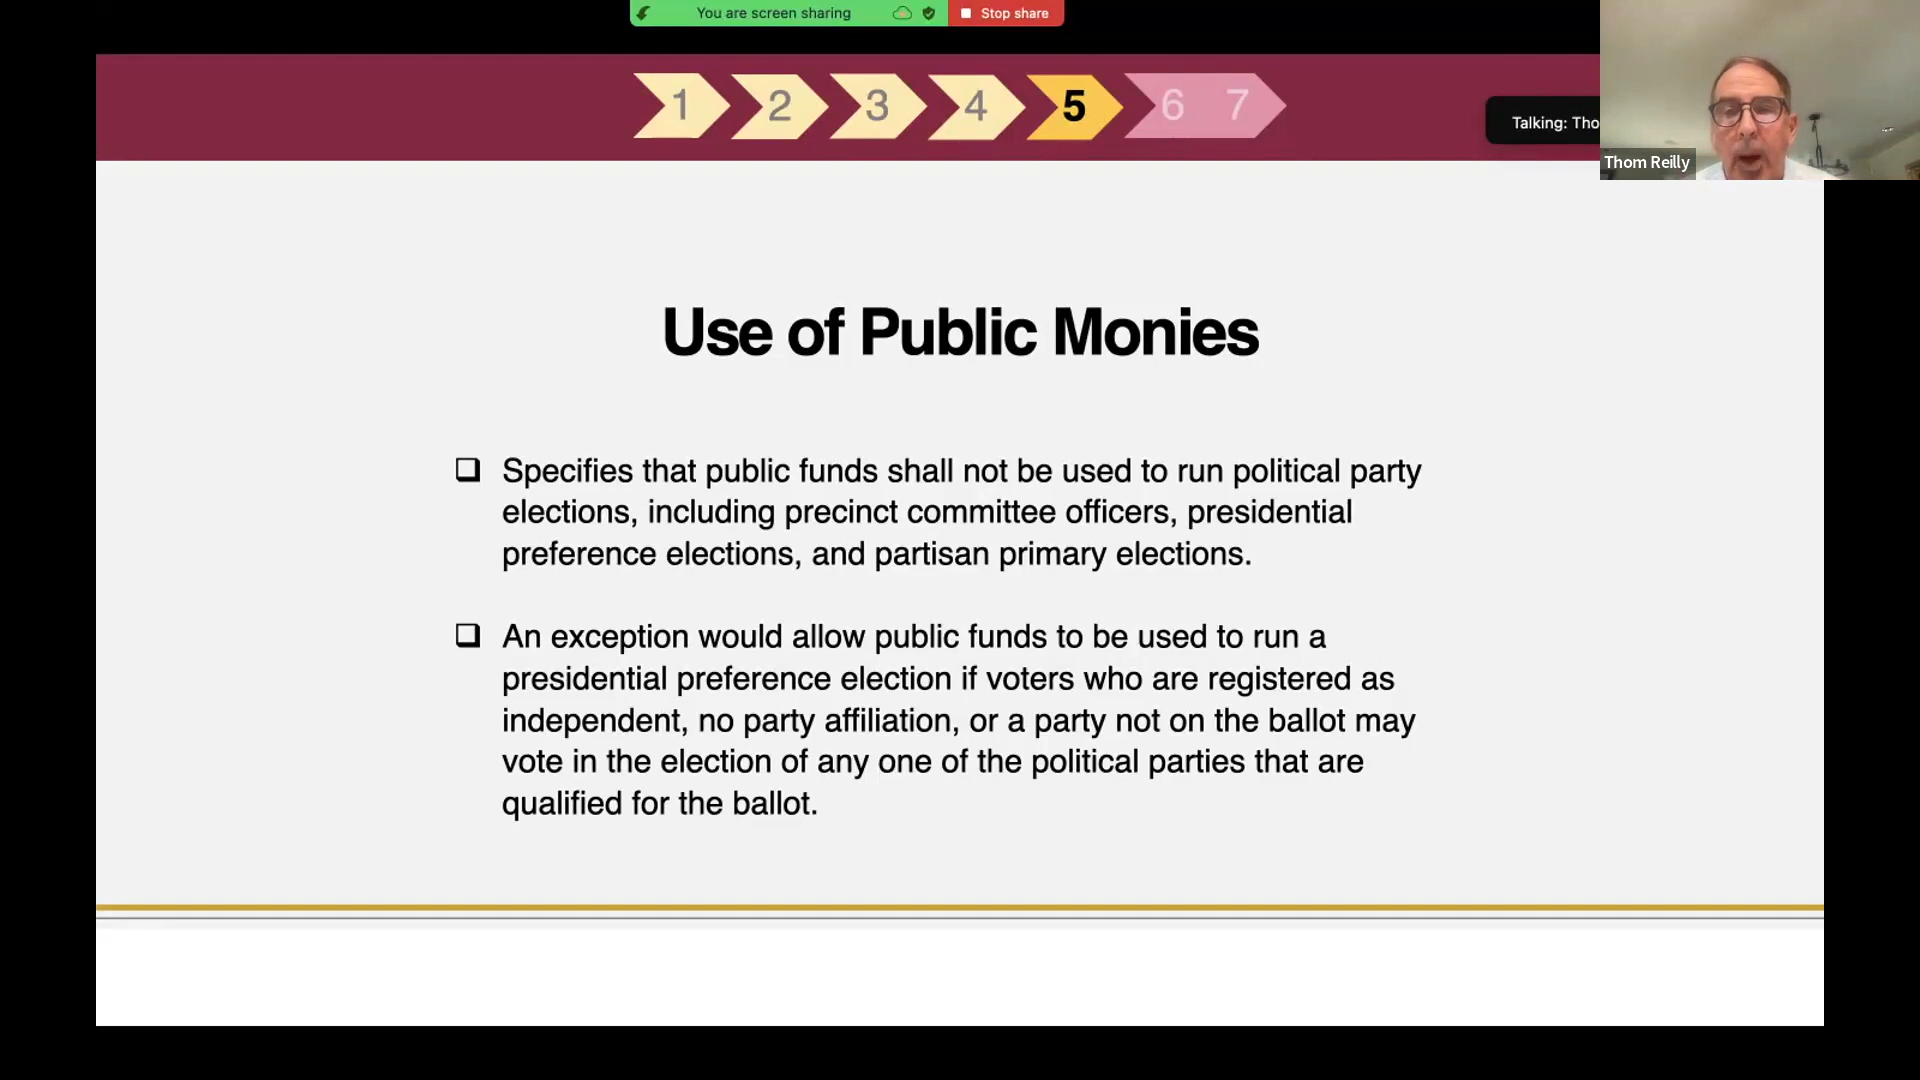 You are screen sharing
Stop share
1 2 3 4 5 6 7
Talking: Tho
Thom Reilly
Use of Public Monies
Specifies that public funds shall not be used to run political party
elections, including precinct committee officers, presidential
preference elections, and partisan primary elections.
An exception would allow public funds to be used to run a
presidential preference election if voters who are registered as
independent, no party affiliation, or a party not on the ballot may
vote in the election of any one of the political parties that are
qualified for the ballot.